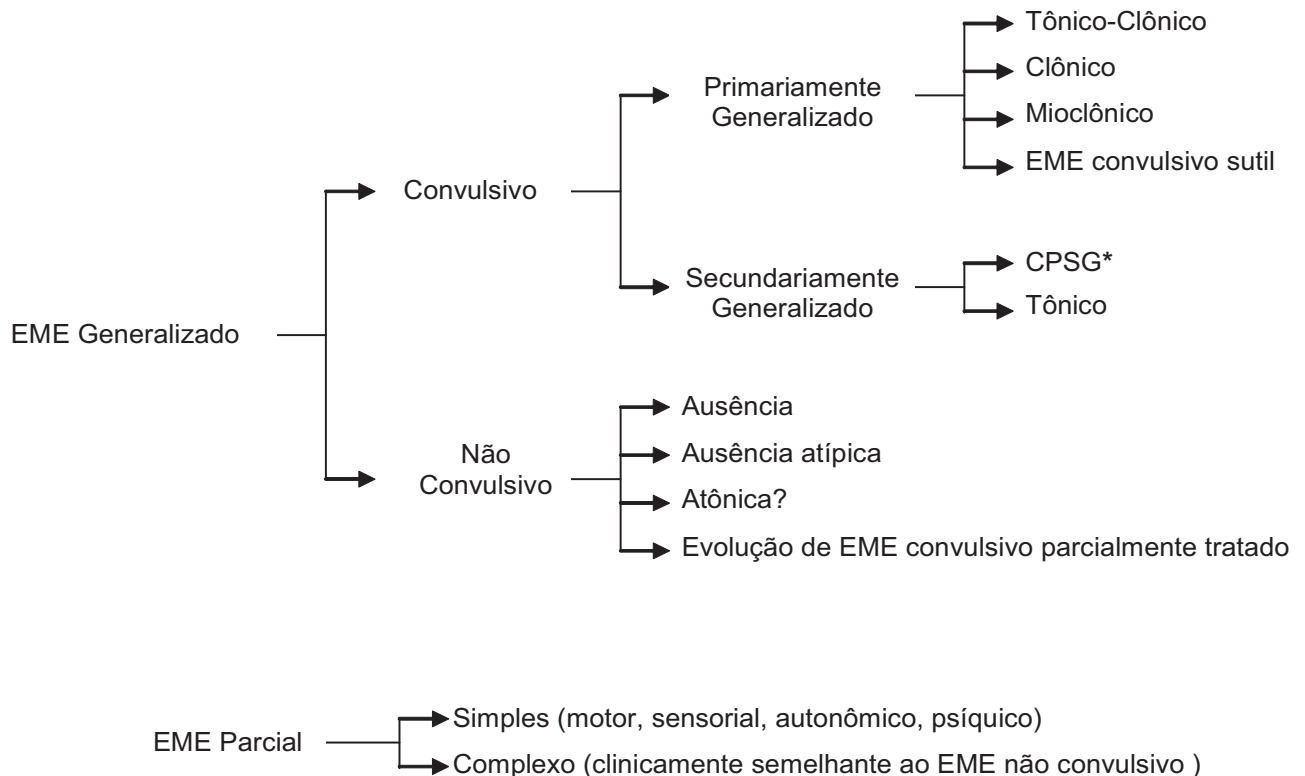 Tônico-Clônico
Clônico
Primariamente
Generalizado
Mioclônico
EME convulsivo sutil
Convulsivo
CPSG*
Secundariamente
Generalizado
Tônico
EME Generalizado
Ausência
Ausência atípica
Não
Convulsivo
Atônica?
Evolução de EME convulsivo parcialmente tratado
Simples (motor, sensorial, autonômico, psíquico)
EME Parcial
Complexo (clinicamente semelhante ao EME não convulsivo )